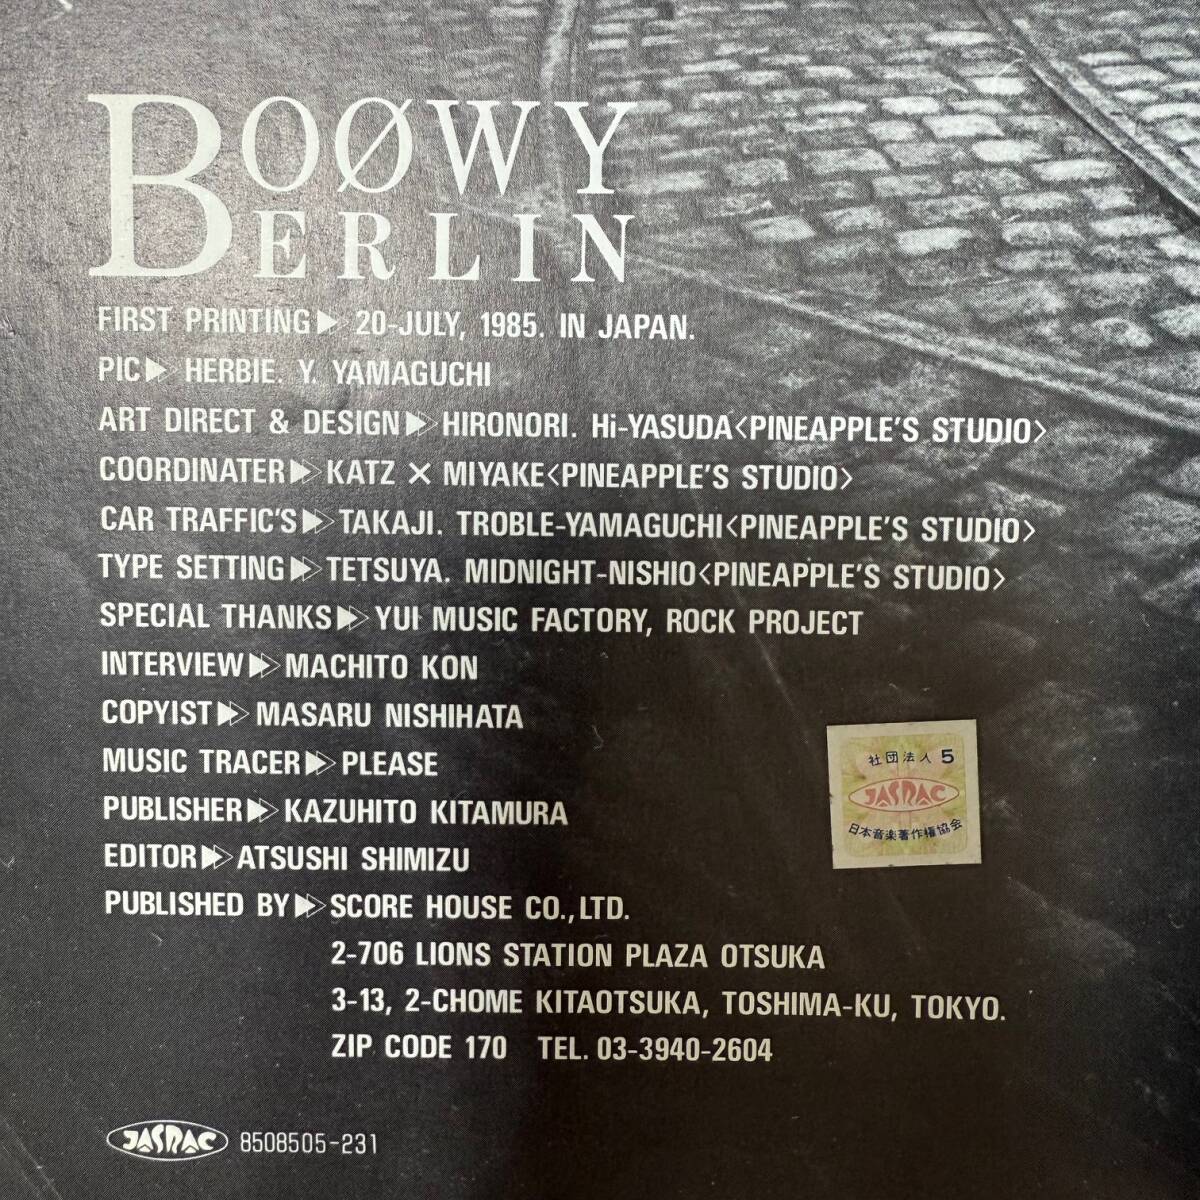 BOØWY
BERLIN
FIRST PRINTING▶ 20-JULY, 1985. IN JAPAN.
PIC▶ HERBIE. Y. YAMAGUCHI
ART DIRECT & DESIGN▶HIRONORI. Hi-YASUDA<PINEAPPLE'S STUDIO>
COORDINATER▶KATZ × MIYAKE<PINEAPPLE'S STUDIO>
CAR TRAFFIC'S▶TAKAJI. TROBLE-YAMAGUCHI<PINEAPPLE'S STUDIO>
TYPE SETTING▶TETSUYA. MIDNIGHT-NISHIO<PINEAPPLE'S STUDIO>
SPECIAL THANKS▶YUI MUSIC FACTORY, ROCK PROJECT
INTERVIEW▶MACHITO KON
COPYIST▶MASARU NISHIHATA
MUSIC TRACER▶PLEASE
PUBLISHER▶KAZUHITO KITAMURA
EDITOR▶ATSUSHI SHIMIZU
PUBLISHED BY▶SCORE HOUSE CO.,LTD.
2-706 LIONS STATION PLAZA OTSUKA
3-13, 2-CHOME KITAOTSUKA, TOSHIMA-KU, TOKYO.
ZIP CODE 170 TEL. 03-3940-2604
社団法人 5
JASRAC
日本音楽著作権協会
JASRAC 8508505-231